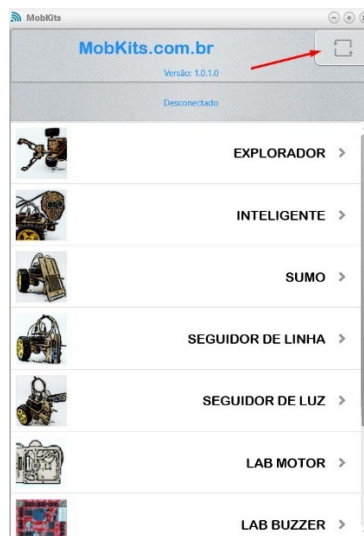 MobKits
MobKits.com.br
Versão: 1.0.1.0
Desconectado
EXPLORADOR
INTELIGENTE
SUMO
SEGUIDOR DE LINHA
SEGUIDOR DE LUZ
LAB MOTOR
LAB BUZZER